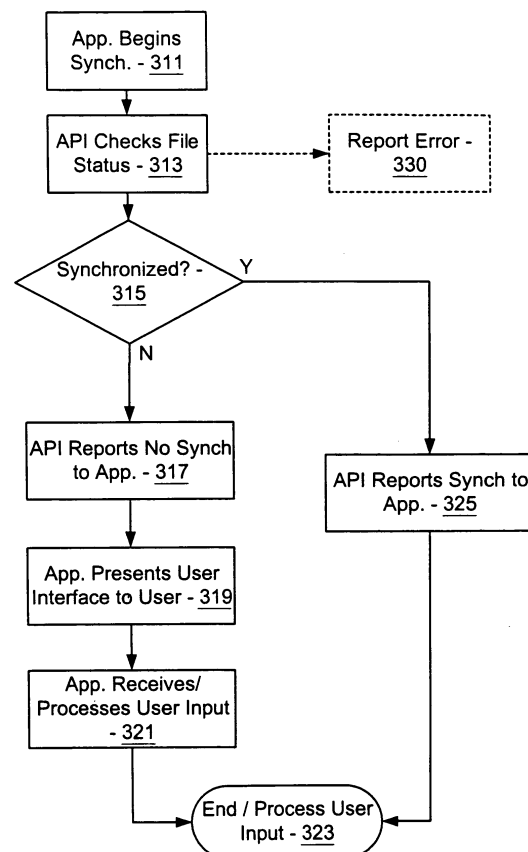 App. Begins
Synch. - 311
API Checks File
Status - 313
Report Error -
330
Synchronized? -
315
Y
N
API Reports No Synch
to App. - 317
API Reports Synch to
App. - 325
App. Presents User
Interface to User - 319
App. Receives/
Processes User Input
- 321
End / Process User
Input - 323